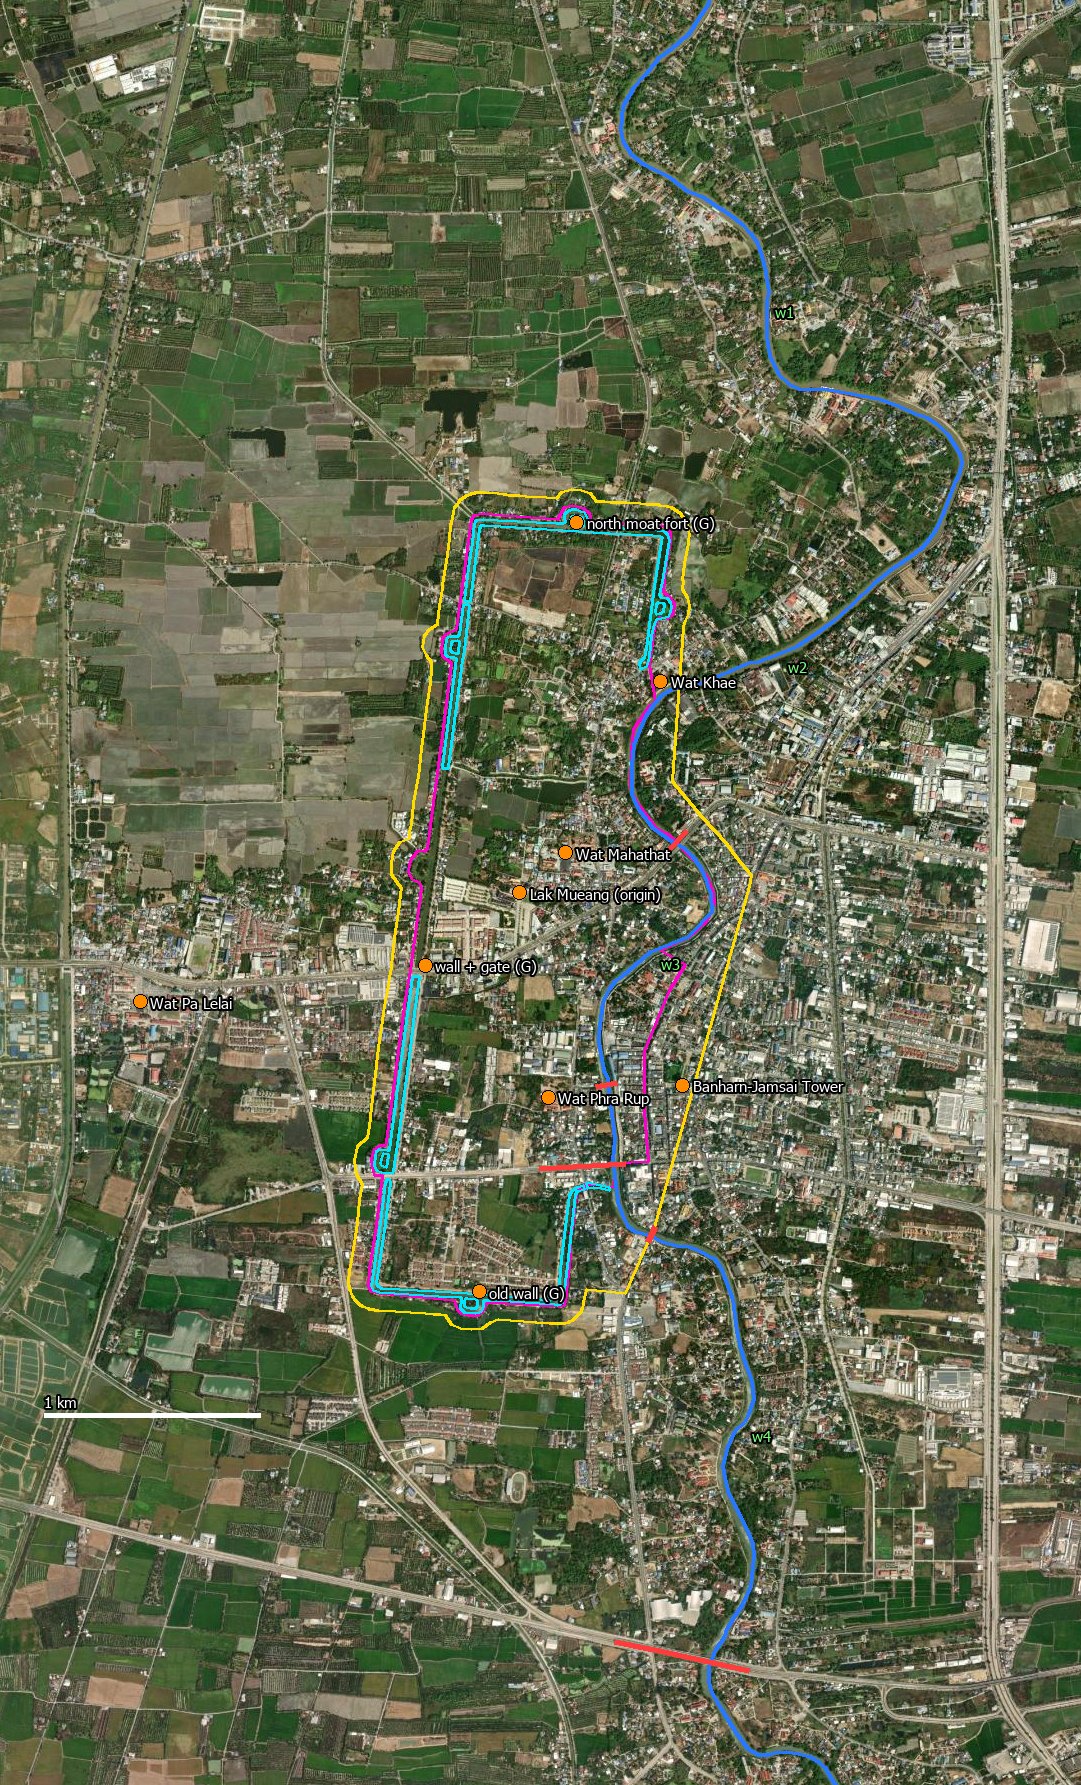 w1
north moat fort (G)
w2
Wat Khae
Wat Mahathat
Lak Mueang (origin)
w3
wall + gate (G)
Wat Pa Lelai
Banharn-Jamsai Tower
Wat Phra Rup
old wall (G)
1 km
w4